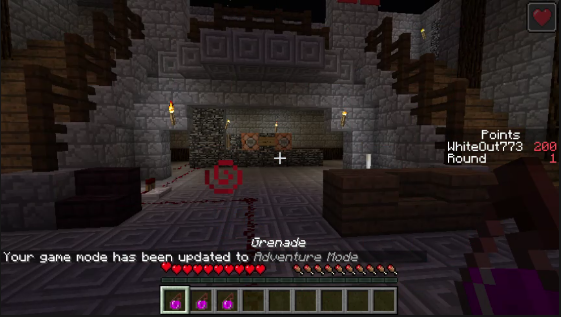 Points
WhiteOut773 200
Round 1
Grenade
Your game mode has been updated to Adventure Mode